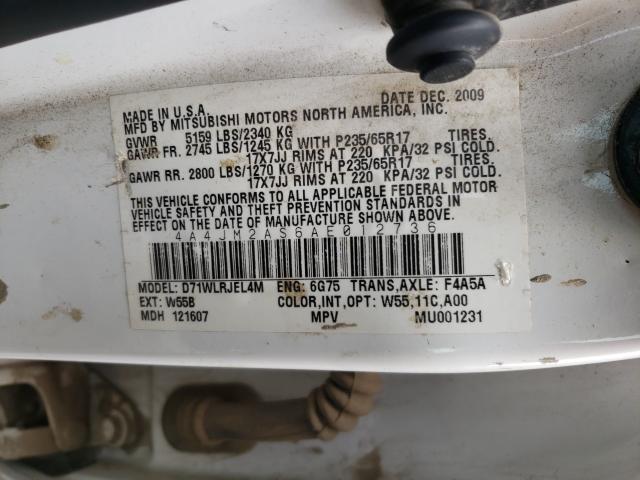 MADE IN U.S.A. DATE DEC. 2009
MFD BY MITSUBISHI MOTORS NORTH AMERICA, INC.
GVWR 5159 LBS/2340 KG
GAWR FR. 2745 LBS/1245 KG WITH P235/65R17 TIRES,
17X7JJ RIMS AT 220 KPA/32 PSI COLD.
GAWR RR. 2800 LBS/1270 KG WITH P235/65R17 TIRES,
17X7JJ RIMS AT 220 KPA/32 PSI COLD.
THIS VEHICLE CONFORMS TO ALL APPLICABLE FEDERAL MOTOR
VEHICLE SAFETY AND THEFT PREVENTION STANDARDS IN
EFFECT ON THE DATE OF MANUFACTURE SHOWN ABOVE.
4A4JM2AS6AE012736
MODEL: D71WLRJEL4M ENG: 6G75 TRANS,AXLE: F4A5A
EXT: W55B COLOR,INT,OPT: W55,11C,A00
MDH 121607 MPV MU001231